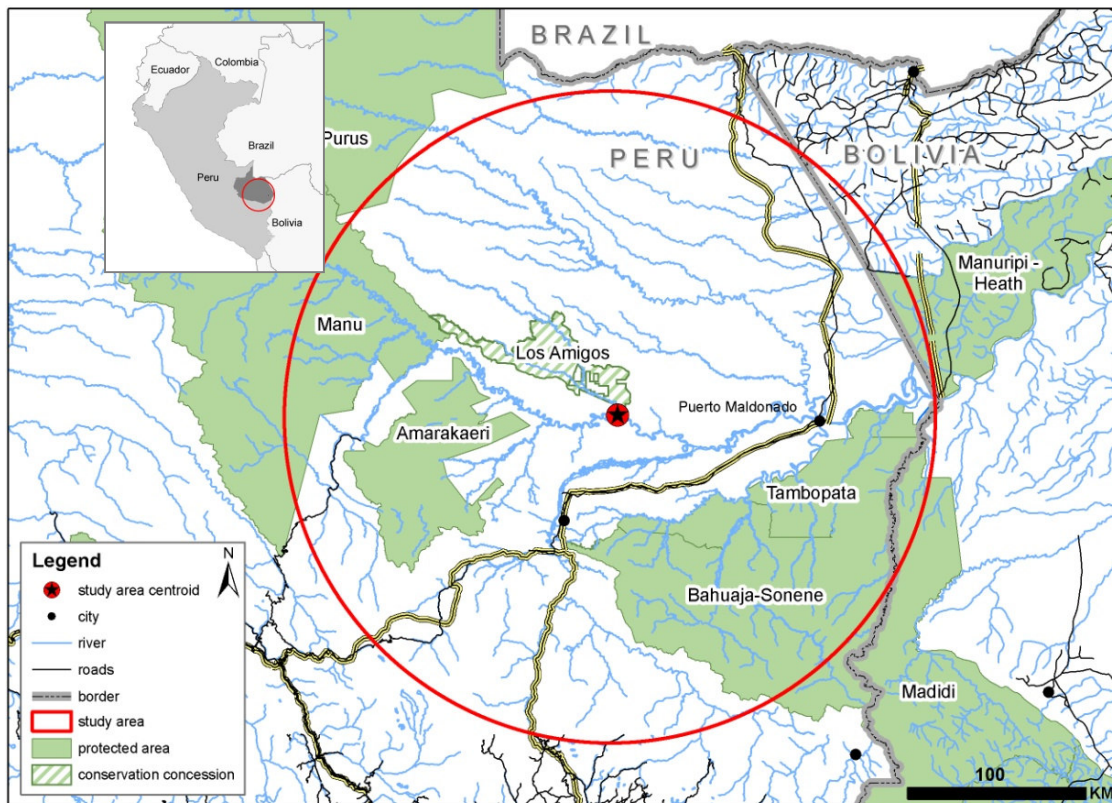 BRAZIL
Colombia
Ecuador
Brazil
Peru
Bolivia
Purus
PERU
BOLIVIA
Manuripi -
Heath
Manu
Los Amigos
Puerto Maldonado
Amarakaeri
Tambopata
Bahuaja-Sonene
Madidi
Legend
N
study area centroid
city
river
roads
border
study area
protected area
conservation concession
100
KM